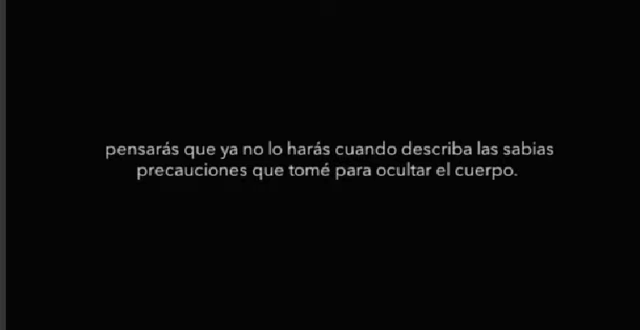 pensarás que ya no lo harás cuando describa las sabias
precauciones que tomé para ocultar el cuerpo.